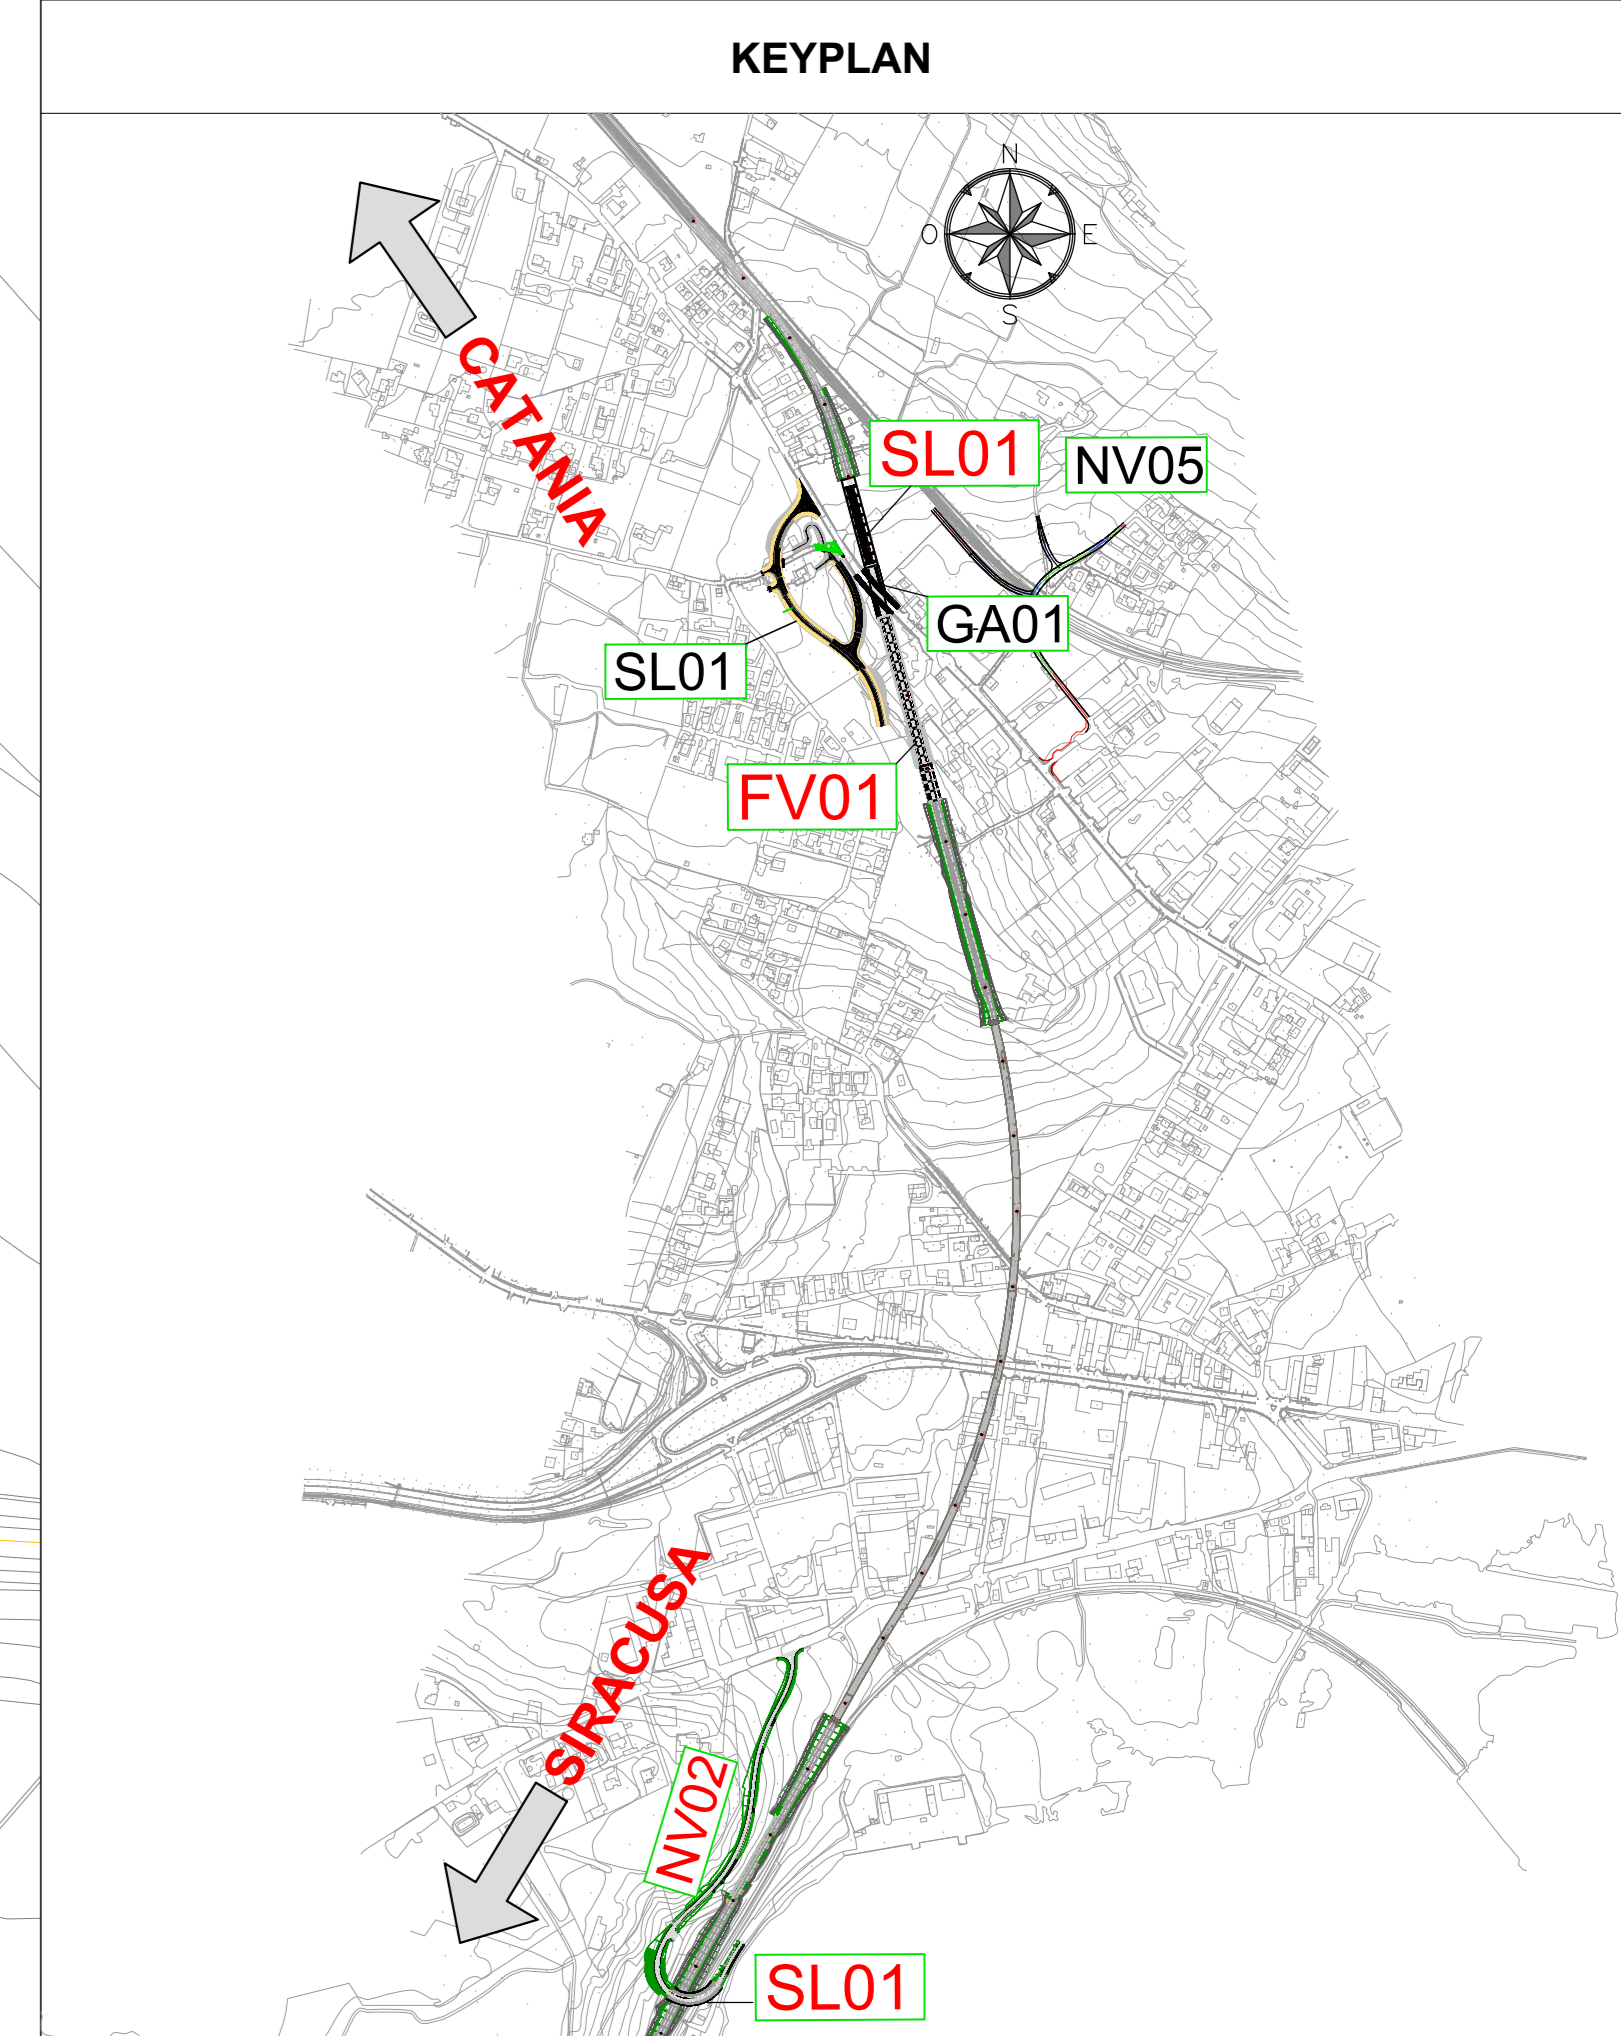 KEYPLAN
N
O
E
S
CATANIA
SL01
NV05
GA01
SL01
FV01
SIRACUSA
NV02
SL01